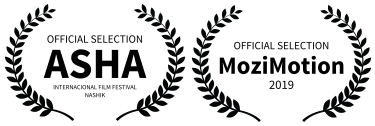 OFFICIAL SELECTION
ASHA
INTERNACIONAL FILM FESTIVAL
NASHIK
OFFICIAL SELECTION
MoziMotion
2019